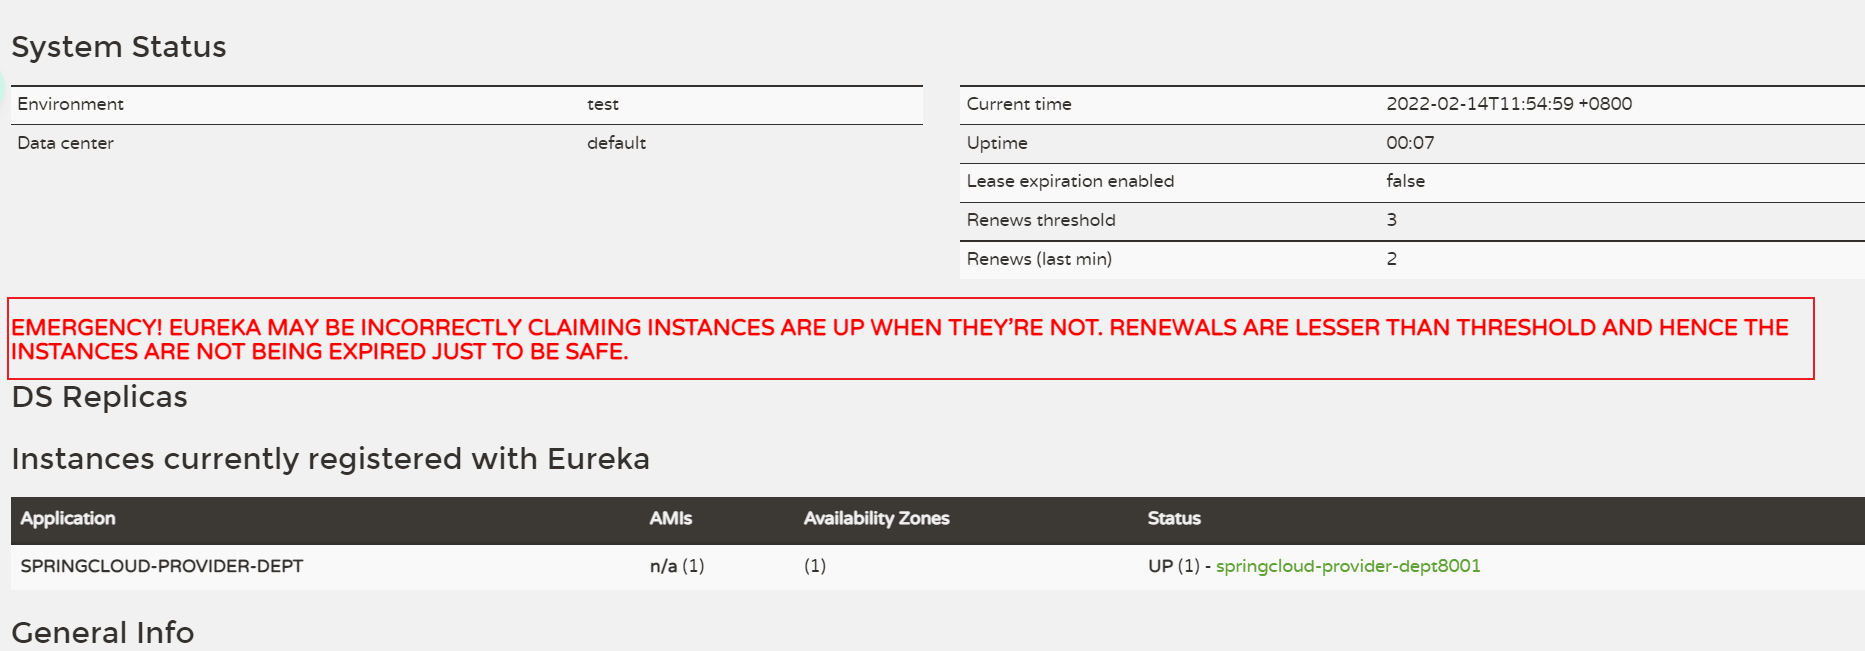 System Status
Environment test
Data center default
Current time 2022-02-14T11:54:59 +0800
Uptime 00:07
Lease expiration enabled false
Renews threshold 3
Renews (last min) 2
EMERGENCY! EUREKA MAY BE INCORRECTLY CLAIMING INSTANCES ARE UP WHEN THEY'RE NOT. RENEWALS ARE LESSER THAN THRESHOLD AND HENCE THE
INSTANCES ARE NOT BEING EXPIRED JUST TO BE SAFE.
DS Replicas
Instances currently registered with Eureka
Application AMIs Availability Zones Status
SPRINGCLOUD-PROVIDER-DEPT n/a (1) (1) UP (1) - springcloud-provider-dept8001
General Info